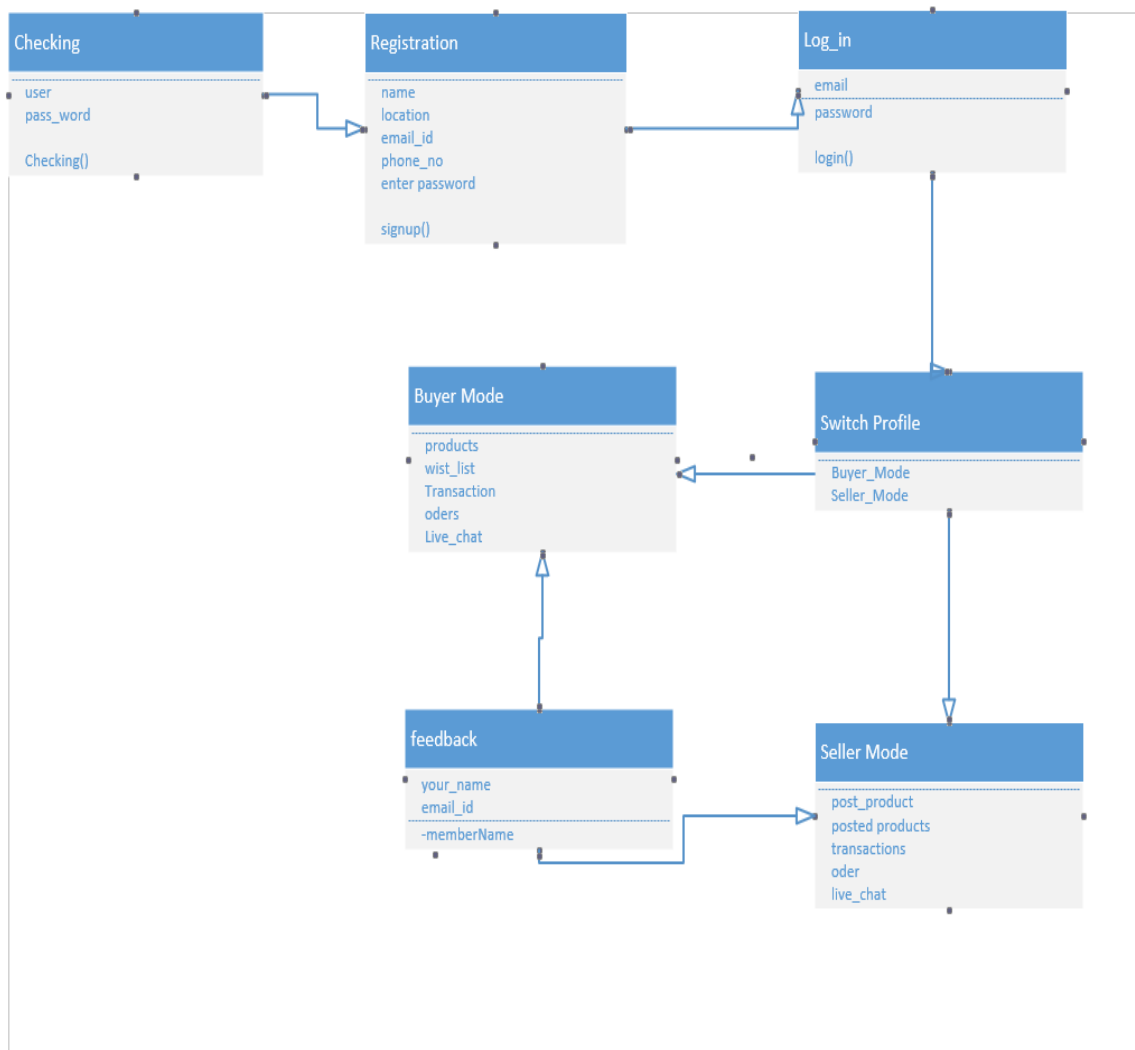 Checking
user
pass_word
Checking()
Registration
name
location
email_id
phone_no
enter password
signup()
Log_in
email
password
login()
Buyer Mode
products
wist_list
Transaction
oders
Live_chat
Switch Profile
Buyer_Mode
Seller_Mode
feedback
your_name
email_id
-memberName
Seller Mode
post_product
posted products
transactions
oder
live_chat